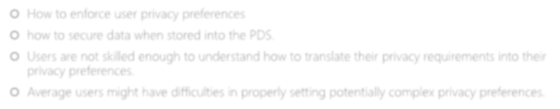 How to enforce user privacy preferences
how to secure data when stored into the PDS.
Users are not skilled enough to understand how to translate their privacy requirements into their
privacy preferences.
Average users might have difficulties in properly setting potentially complex privacy preferences.